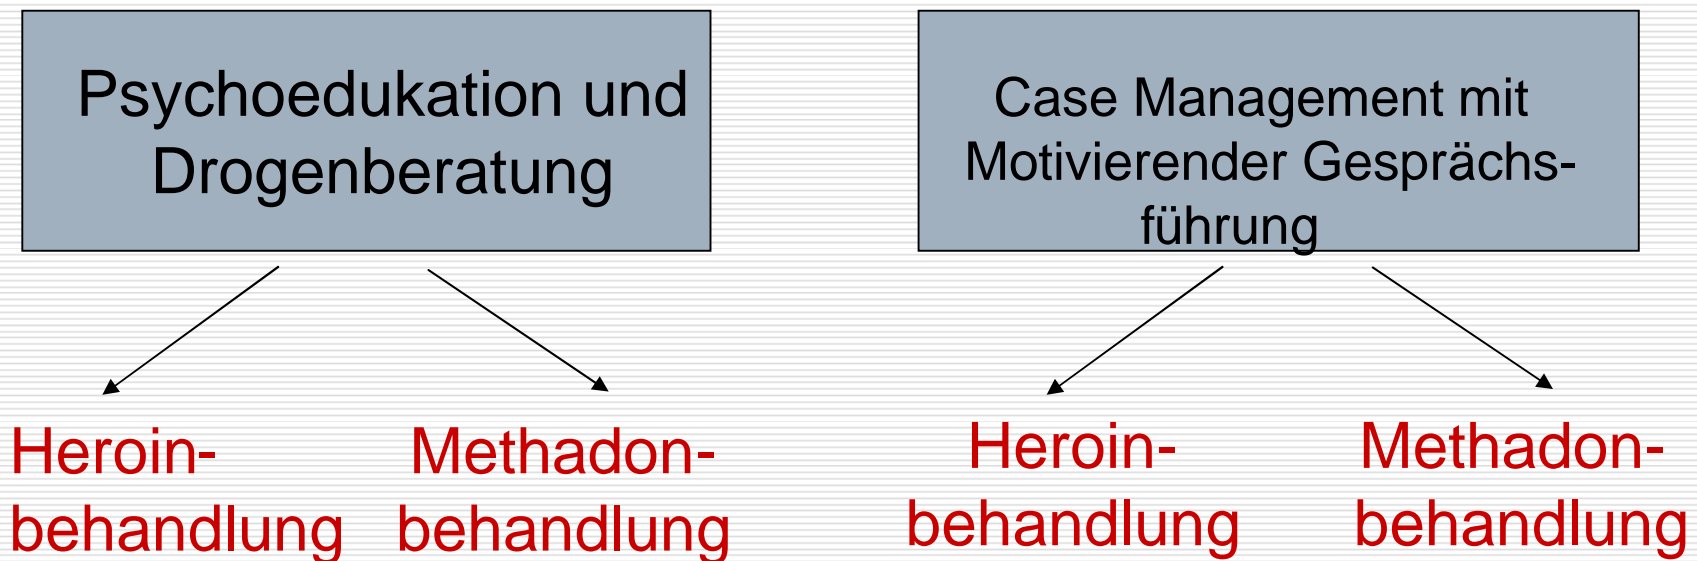 Psychoedukation und
Drogenberatung
Case Management mit
Motivierender Gesprächs-
führung
Heroin-
behandlung
Methadon-
behandlung
Heroin-
behandlung
Methadon-
behandlung